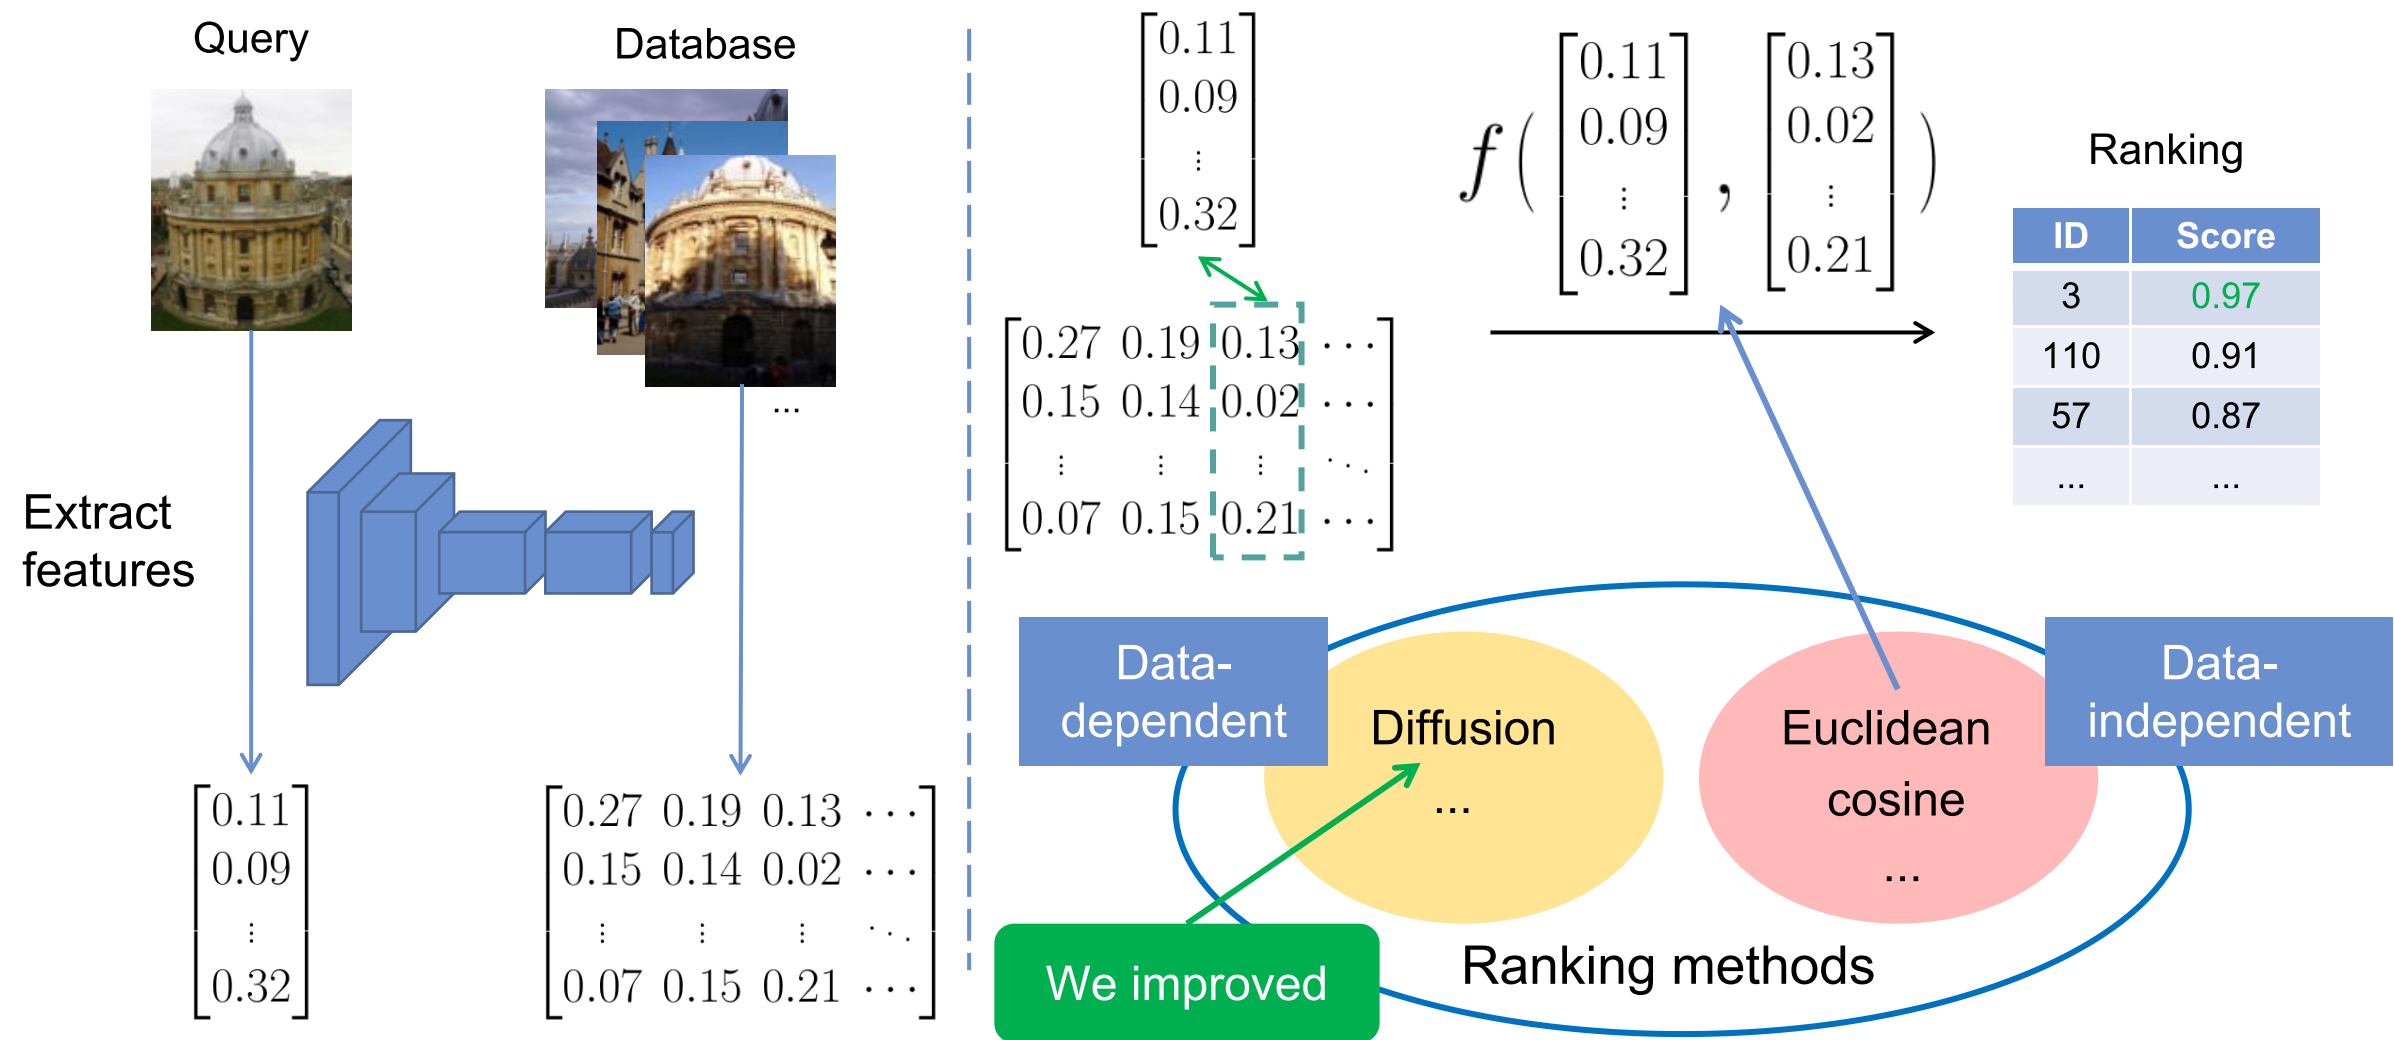 Query
Database
...
Extract
features
0.11
0.09
⋮
0.32
0.27 0.19 0.13 ⋯
0.15 0.14 0.02 ⋯
⋮ ⋮ ⋮ ⋱
0.07 0.15 0.21 ⋯
0.11
0.09
⋮
0.32
0.27 0.19 0.13 ⋯
0.15 0.14 0.02 ⋯
⋮ ⋮ ⋮ ⋱
0.07 0.15 0.21 ⋯
f ( , )
0.11
0.09
⋮
0.32
0.13
0.02
⋮
0.21
Ranking
ID Score
3 0.97
110 0.91
57 0.87
... ...
Data-
dependent
Diffusion
...
Euclidean
cosine
...
Data-
independent
We improved
Ranking methods